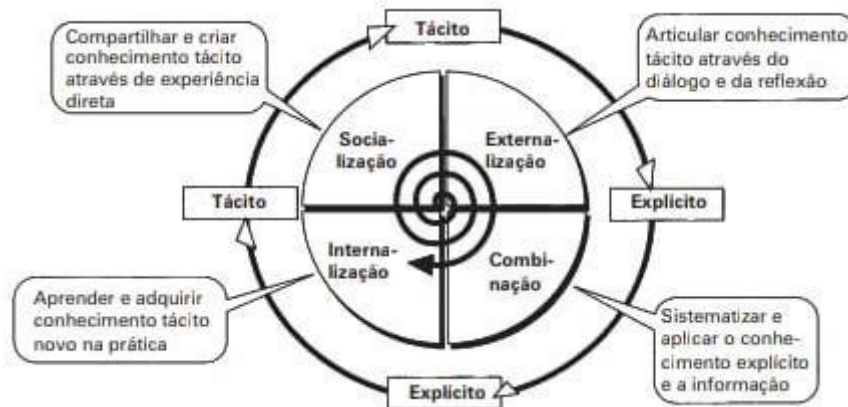 Tácito
Compartilhar e criar
conhecimento tácito
através de experiência
direta
Articular conhecimento
tácito através do
diálogo e da reflexão
Socia-
lização
Externa-
lização
Tácito
Explícito
Interna-
lização
Combi-
nação
Aprender e adquirir
conhecimento tácito
novo na prática
Sistematizar e
aplicar o conhe-
cimento explícito
e a informação
Explícito